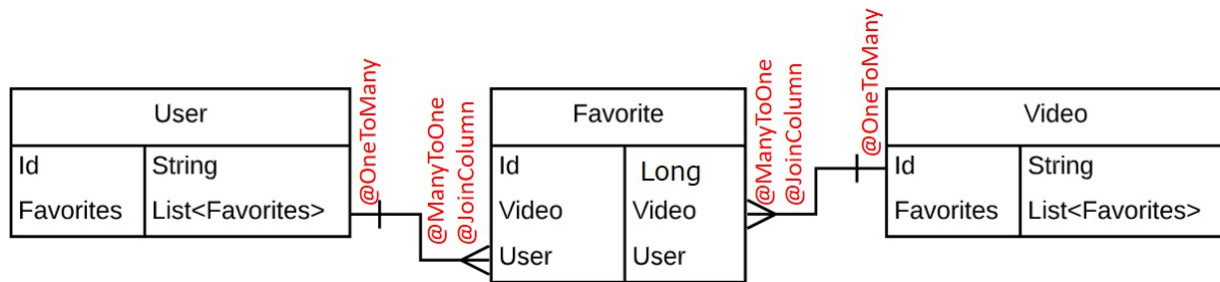 User
Id
String
Favorites
List<Favorites>
@OneToMany
@ManyToOne
@JoinColumn
Favorite
Id
Long
Video
Video
User
User
@ManyToOne
@JoinColumn
@OneToMany
Video
Id
String
Favorites
List<Favorites>